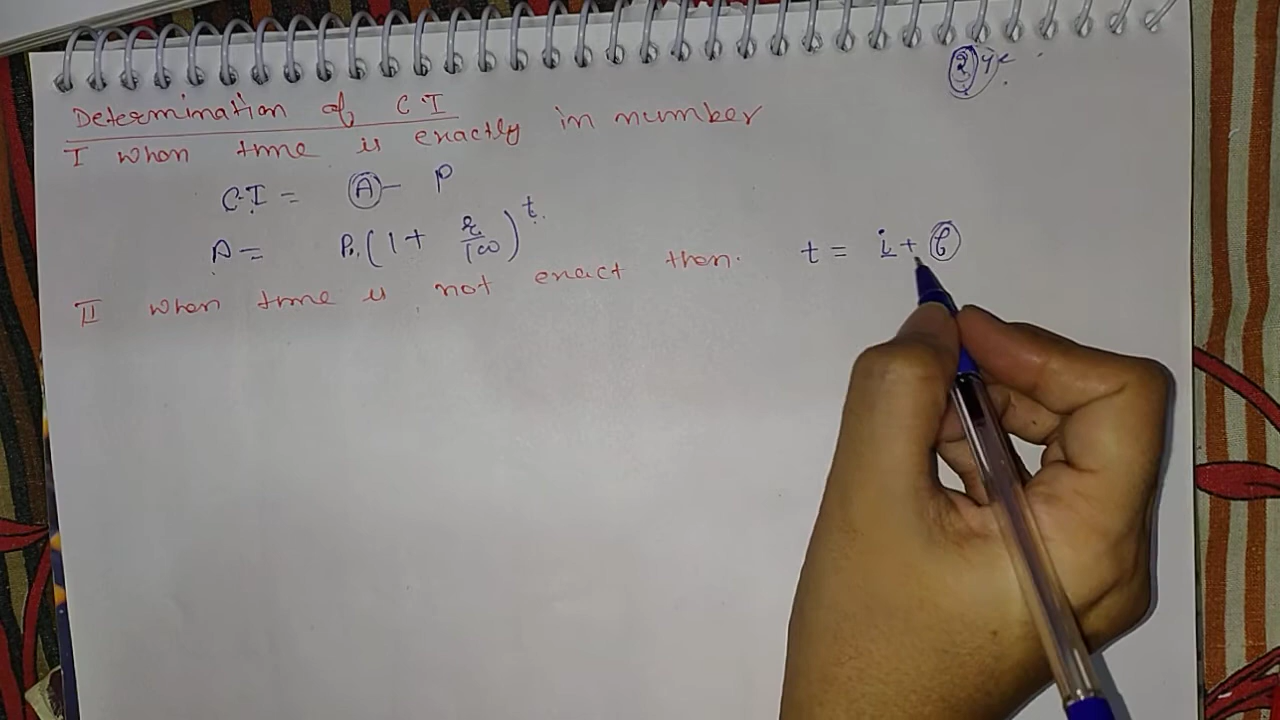 Determination of C.I
I when time is exactly in number
C.I = A - P
A = P.(1 + r/100)^t.
II when time is not exact then. t = i + f